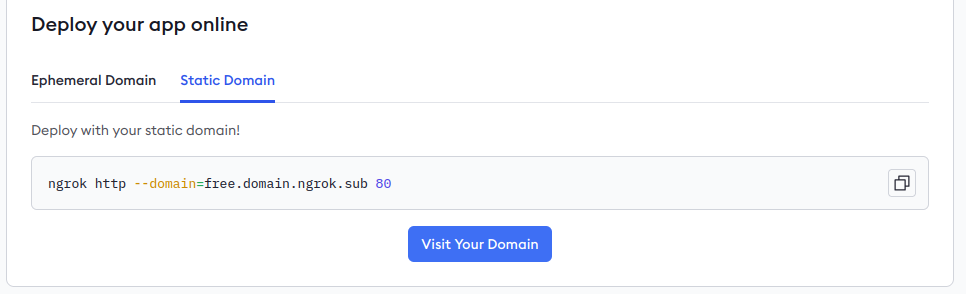 Deploy your app online
Ephemeral Domain Static Domain
Deploy with your static domain!
ngrok http --domain=free.domain.ngrok.sub 80
Visit Your Domain